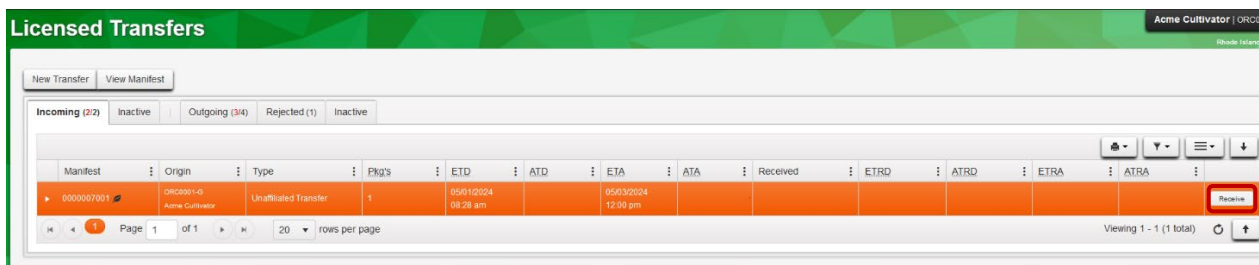 Licensed Transfers
Acme Cultivator |
Rhode Island
New Transfer View Manifest
Incoming (2/2) Inactive Outgoing (3/4) Rejected (1) Inactive
Manifest Origin Type Pkg's ETD ATD ETA ATA Received ETRD ATRD ETRA ATRA
0000007001 ORC0001-G Unaffiliated Transfer 1 05/01/2024 05/03/2024 Receive
Acme Cultivator 08:28 am 12:00 pm
1 Page 1 of 1 20 rows per page Viewing 1 - 1 (1 total)